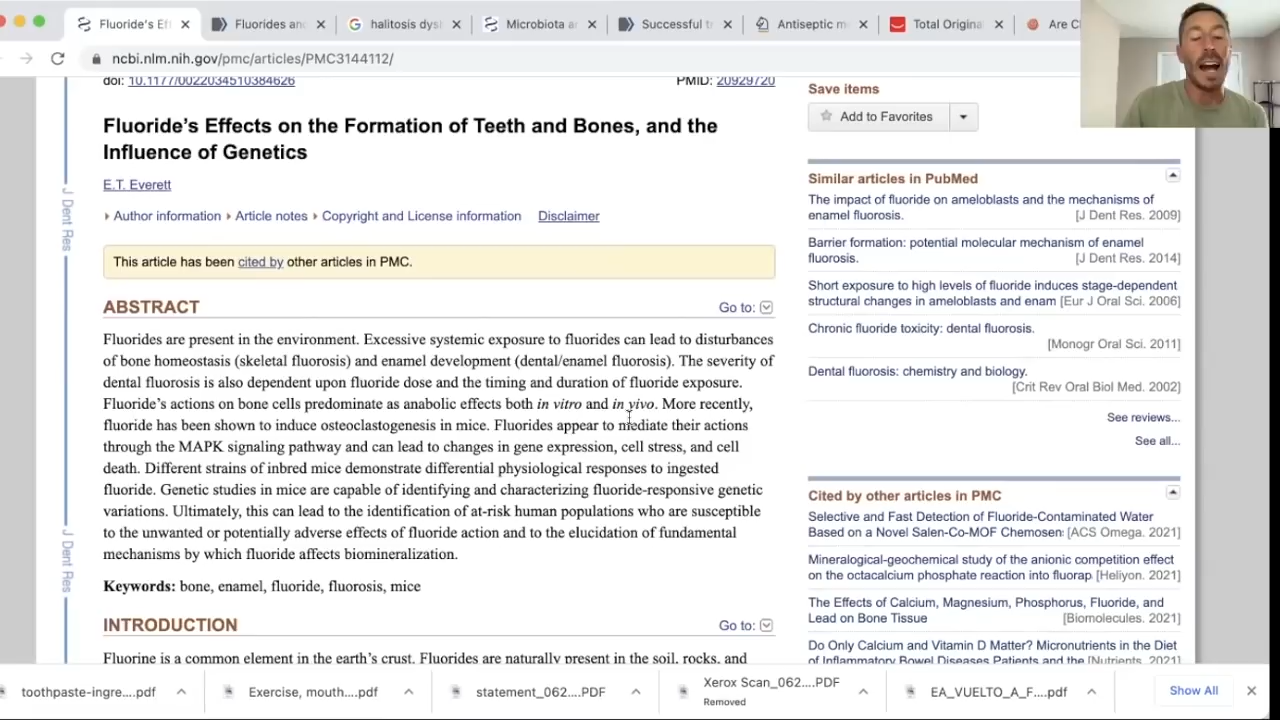 Fluoride's Ef
Fluorides and
halitosis dys
Microbiota a
Successful t
Antiseptic m
Total Origina
Are C
ncbi.nlm.nih.gov/pmc/articles/PMC3144112/
doi: 10.1177/0022034510384626
PMID: 20929720
Fluoride's Effects on the Formation of Teeth and Bones, and the
Influence of Genetics
E.T. Everett
Author information
Article notes
Copyright and License information
Disclaimer
This article has been cited by other articles in PMC.
ABSTRACT
Go to:
Fluorides are present in the environment. Excessive systemic exposure to fluorides can lead to disturbances
of bone homeostasis (skeletal fluorosis) and enamel development (dental/enamel fluorosis). The severity of
dental fluorosis is also dependent upon fluoride dose and the timing and duration of fluoride exposure.
Fluoride's actions on bone cells predominate as anabolic effects both in vitro and in vivo. More recently,
fluoride has been shown to induce osteoclastogenesis in mice. Fluorides appear to mediate their actions
through the MAPK signaling pathway and can lead to changes in gene expression, cell stress, and cell
death. Different strains of inbred mice demonstrate differential physiological responses to ingested
fluoride. Genetic studies in mice are capable of identifying and characterizing fluoride-responsive genetic
variations. Ultimately, this can lead to the identification of at-risk human populations who are susceptible
to the unwanted or potentially adverse effects of fluoride action and to the elucidation of fundamental
mechanisms by which fluoride affects biomineralization.
Keywords: bone, enamel, fluoride, fluorosis, mice
INTRODUCTION
Go to:
Fluorine is a common element in the earth's crust. Fluorides are naturally present in the soil, rocks, and
J Dent Res
J Dent Res
Save items
Add to Favorites
Similar articles in PubMed
The impact of fluoride on ameloblasts and the mechanisms of
enamel fluorosis. [J Dent Res. 2009]
Barrier formation: potential molecular mechanism of enamel
fluorosis. [J Dent Res. 2014]
Short exposure to high levels of fluoride induces stage-dependent
structural changes in ameloblasts and enam [Eur J Oral Sci. 2006]
Chronic fluoride toxicity: dental fluorosis.
[Monogr Oral Sci. 2011]
Dental fluorosis: chemistry and biology.
[Crit Rev Oral Biol Med. 2002]
See reviews...
See all...
Cited by other articles in PMC
Selective and Fast Detection of Fluoride-Contaminated Water
Based on a Novel Salen-Co-MOF Chemosen: [ACS Omega. 2021]
Mineralogical-geochemical study of the anionic competition effect
on the octacalcium phosphate reaction into fluorap [Heliyon. 2021]
The Effects of Calcium, Magnesium, Phosphorus, Fluoride, and
Lead on Bone Tissue [Biomolecules. 2021]
Do Only Calcium and Vitamin D Matter? Micronutrients in the Diet
of Inflammatory Bowel Diseases Patients and the [Nutrients. 2021]
toothpaste-ingre....pdf
Exercise, mouth....pdf
statement_062....PDF
Xerox Scan_062....PDF
Removed
EA_VUELTO_A_F....pdf
Show All